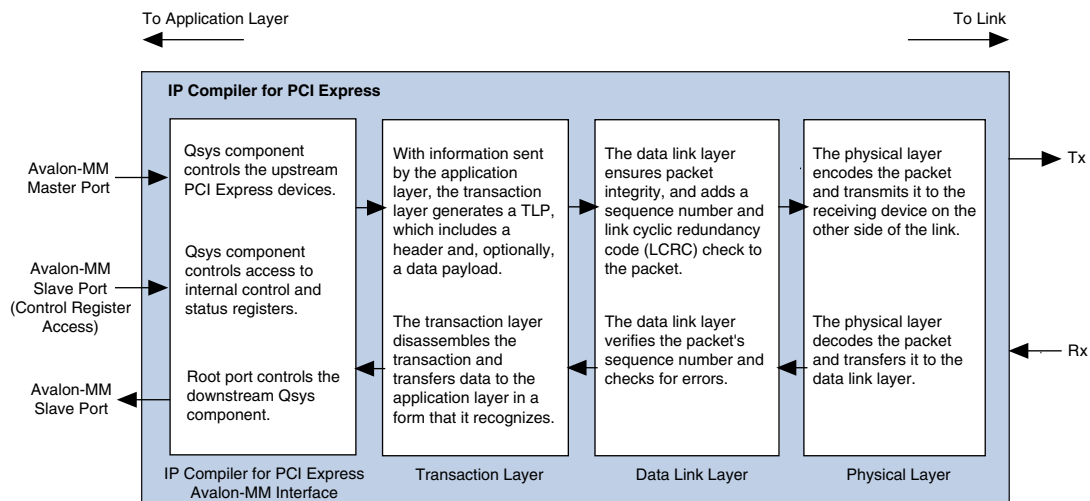 To Application Layer
To Link
IP Compiler for PCI Express
Avalon-MM
Master Port
Avalon-MM
Slave Port
(Control Register
Access)
Avalon-MM
Slave Port
Qsys component
controls the upstream
PCI Express devices.
Qsys component
controls access to
internal control and
status registers.
Root port controls the
downstream Qsys
component.
IP Compiler for PCI Express
Avalon-MM Interface
With information sent
by the application
layer, the transaction
layer generates a TLP,
which includes a
header and, optionally,
a data payload.
The transaction layer
disassembles the
transaction and
transfers data to the
application layer in a
form that it recognizes.
Transaction Layer
The data link layer
ensures packet
integrity, and adds a
sequence number and
link cyclic redundancy
code (LCRC) check to
the packet.
The data link layer
verifies the packet's
sequence number and
checks for errors.
Data Link Layer
The physical layer
encodes the packet
and transmits it to the
receiving device on the
other side of the link.
The physical layer
decodes the packet
and transfers it to the
data link layer.
Physical Layer
Tx
Rx